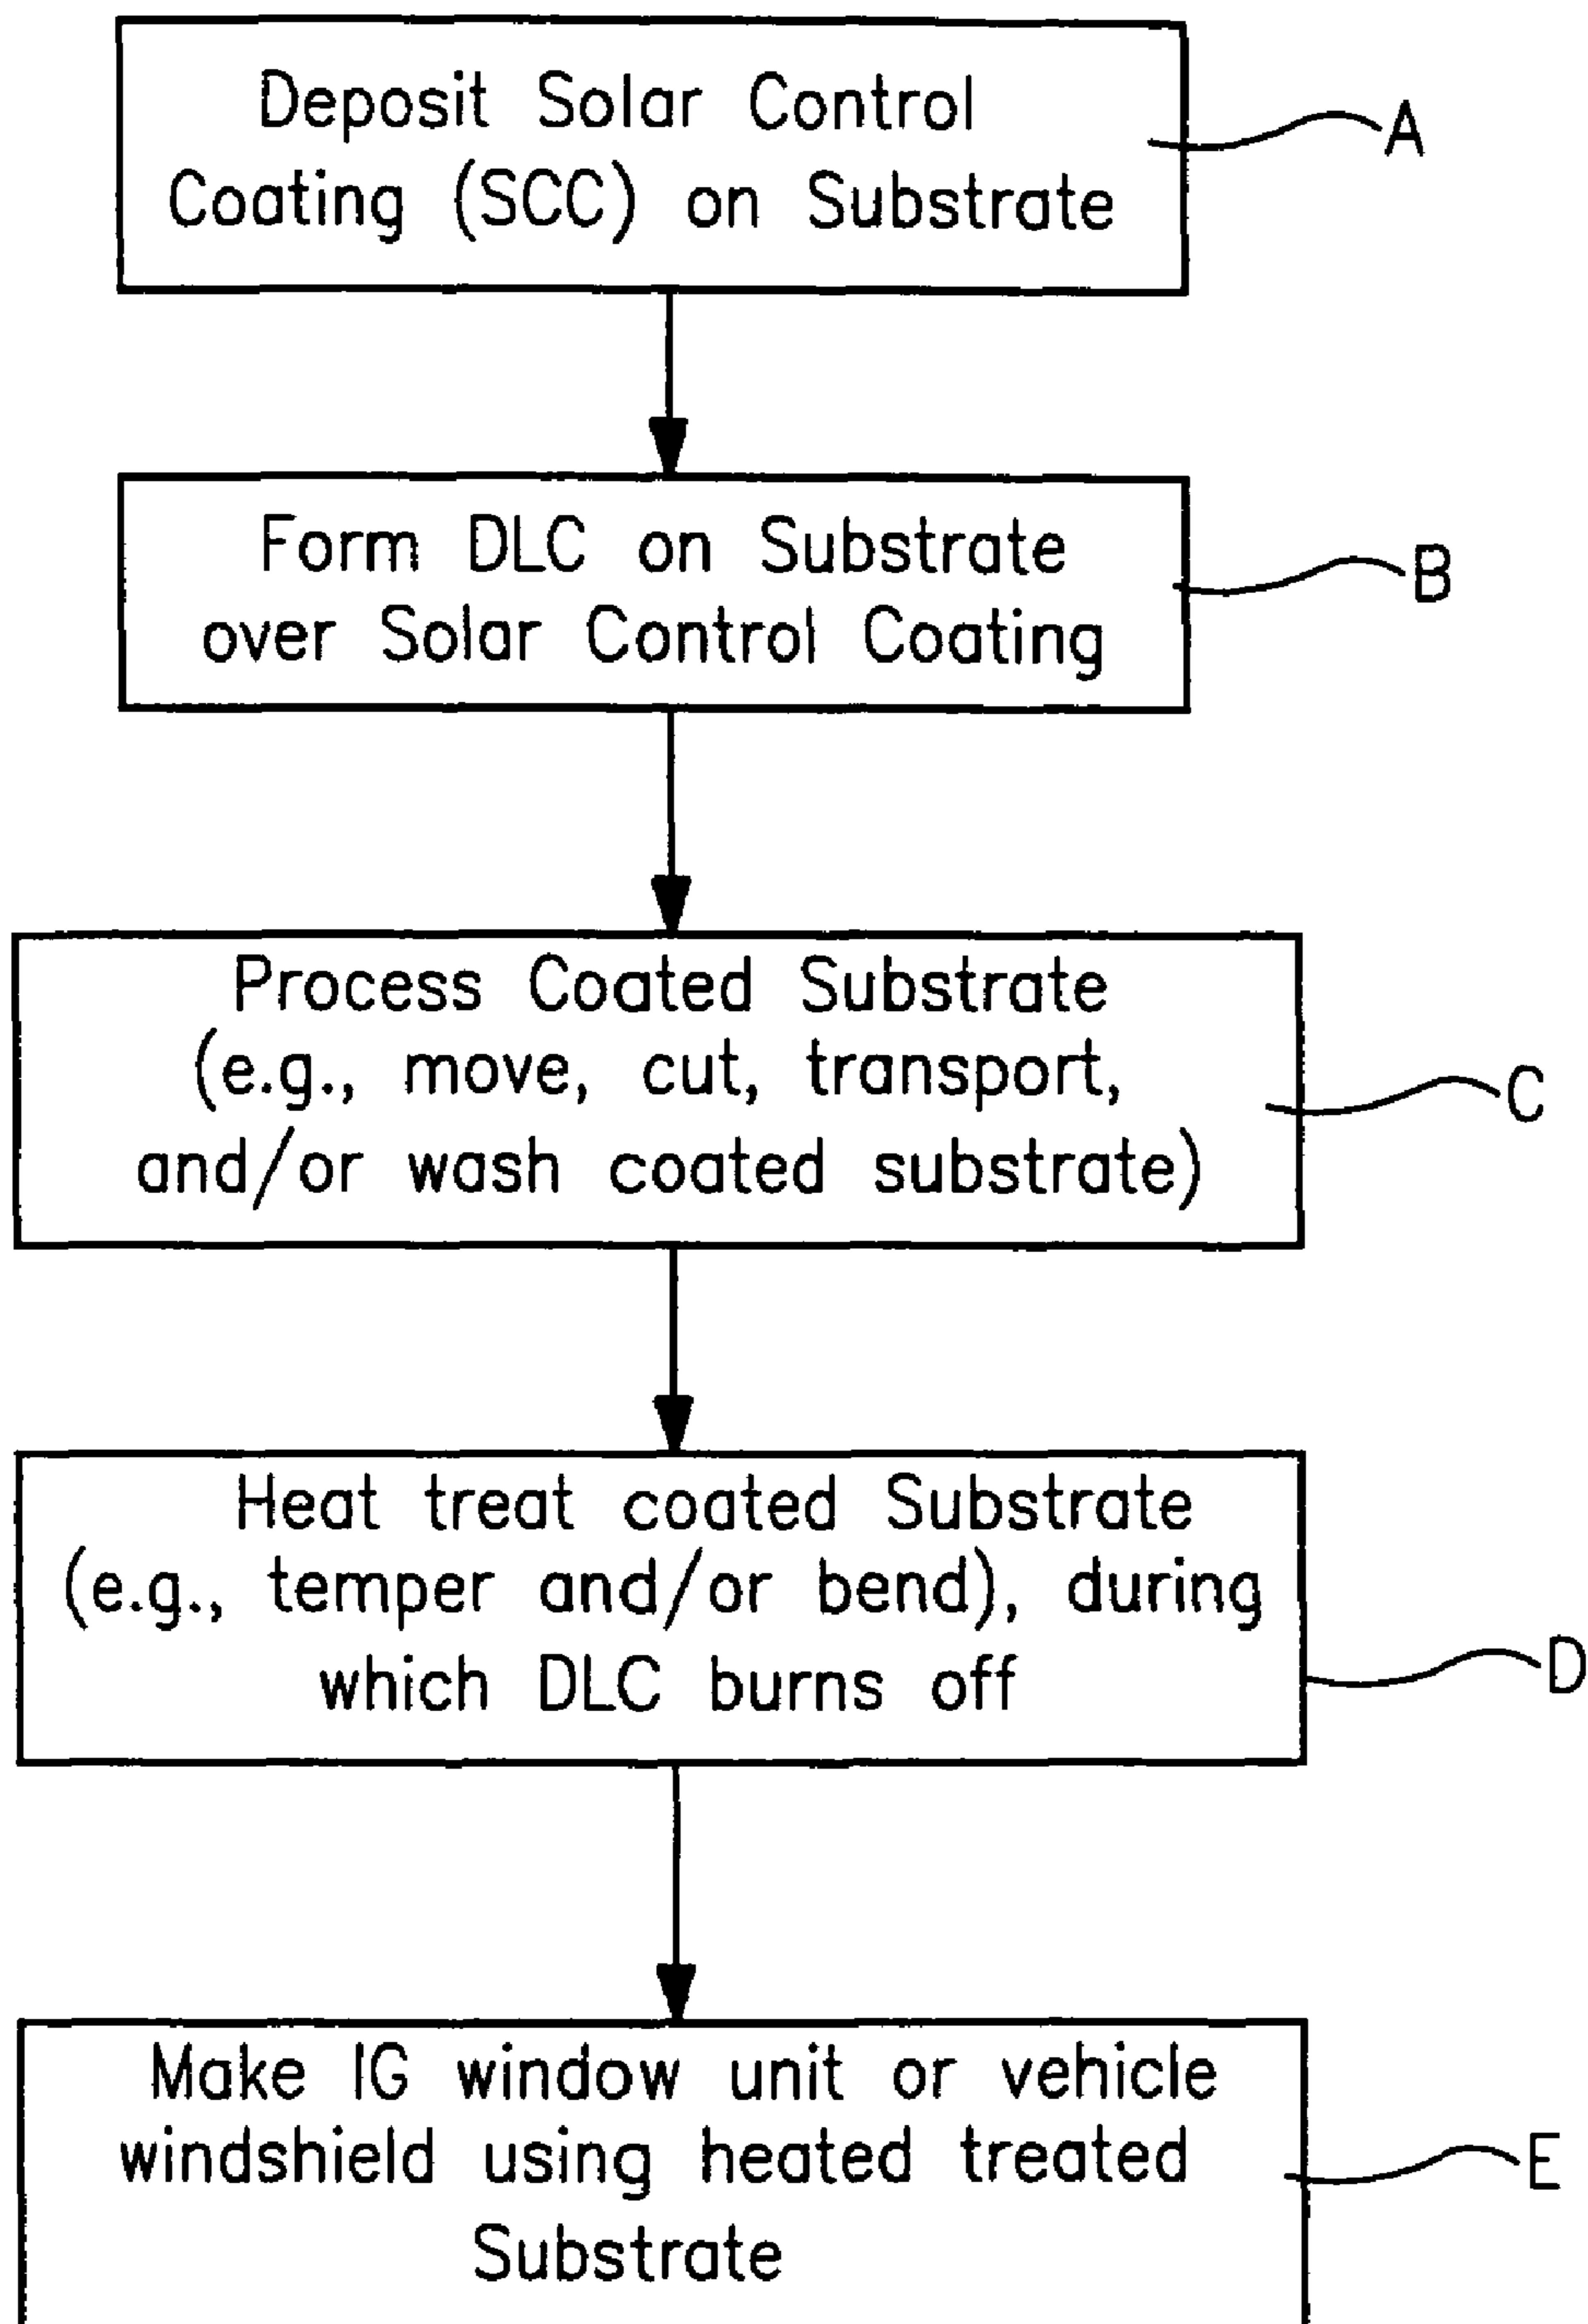 Deposit Solar Control
Coating (SCC) on Substrate
A
Form DLC on Substrate
over Solar Control Coating
B
Process Coated Substrate
(e.g., move, cut, transport,
and/or wash coated substrate)
C
Heat treat coated Substrate
(e.g., temper and/or bend), during
which DLC burns off
D
Make IG window unit or vehicle
windshield using heated treated
Substrate
E